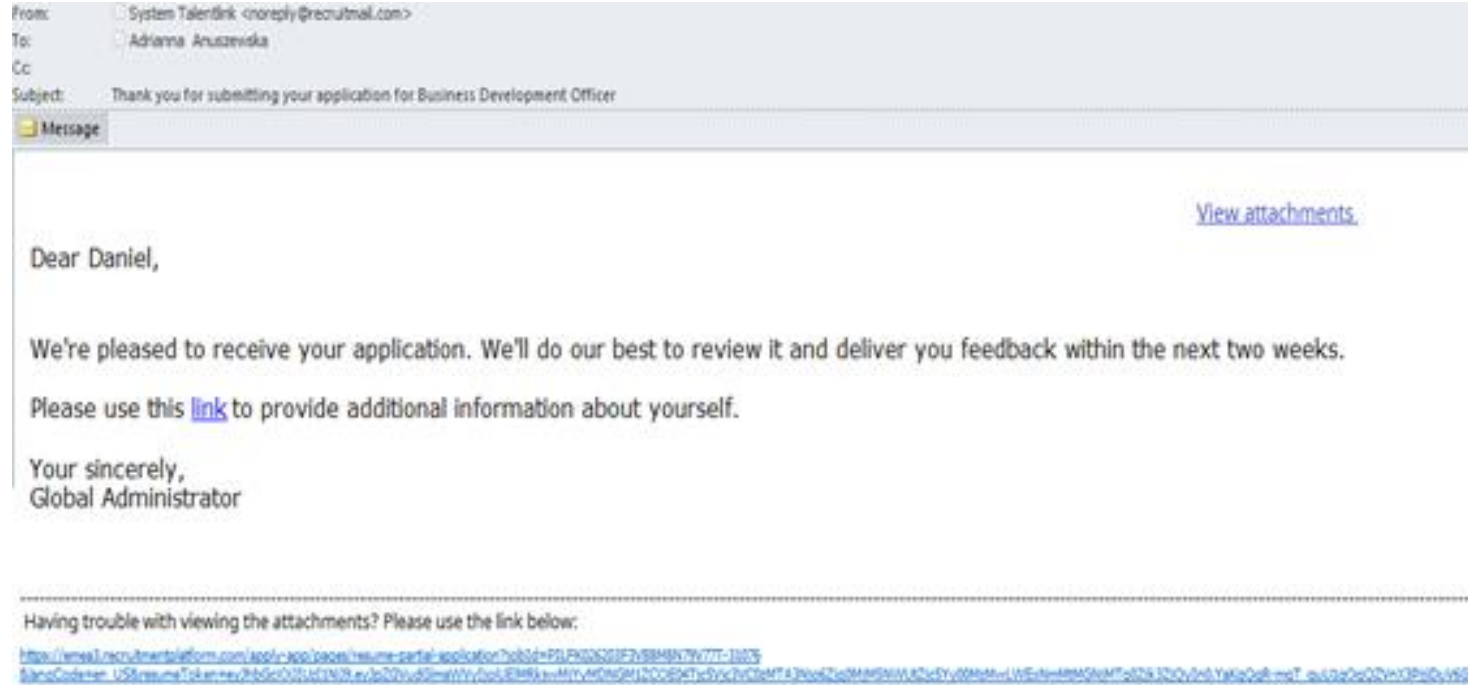 From: System Talentlink <noreply@recruitmail.com>
To: Adrianna Anuszewska
Cc:
Subject: Thank you for submitting your application for Business Development Officer
Message
View attachments
Dear Daniel,
We're pleased to receive your application. We'll do our best to review it and deliver you feedback within the next two weeks.
Please use this link to provide additional information about yourself.
Your sincerely,
Global Administrator
Having trouble with viewing the attachments? Please use the link below: